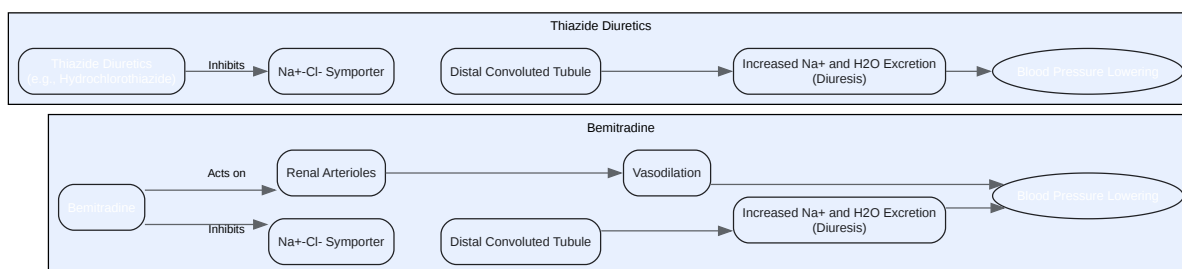 Thiazide Diuretics
Thiazide Diuretics
(e.g., Hydrochlorothiazide)
Inhibits
Na+-Cl- Symporter
Distal Convoluted Tubule
Increased Na+ and H2O Excretion
(Diuresis)
Blood Pressure Lowering
Bemitradine
Bemitradine
Acts on
Renal Arterioles
Vasodilation
Blood Pressure Lowering
Inhibits
Na+-Cl- Symporter
Distal Convoluted Tubule
Increased Na+ and H2O Excretion
(Diuresis)